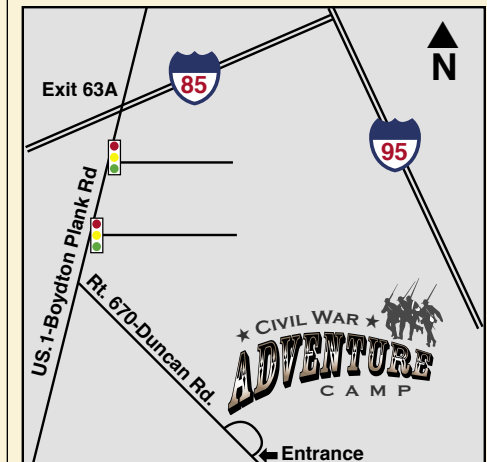 N
85
Exit 63A
95
US.1-Boydton Plank Rd
Rt. 670-Duncan Rd.
CIVIL WAR
ADVENTURE
CAMP
Entrance